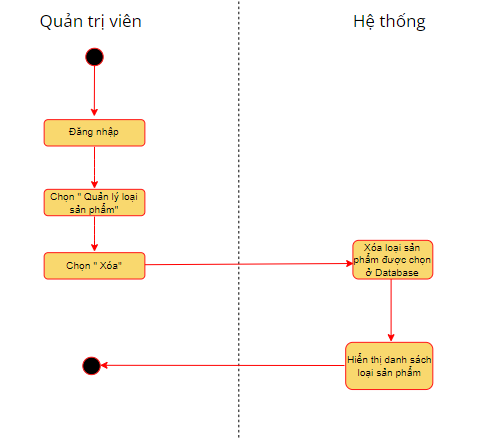 Quản trị viên
Hệ thống
Đăng nhập
Chọn " Quản lý loại
sản phẩm"
Chọn " Xóa"
Xóa loại sản
phẩm được chọn
ở Database
Hiển thị danh sách
loại sản phẩm